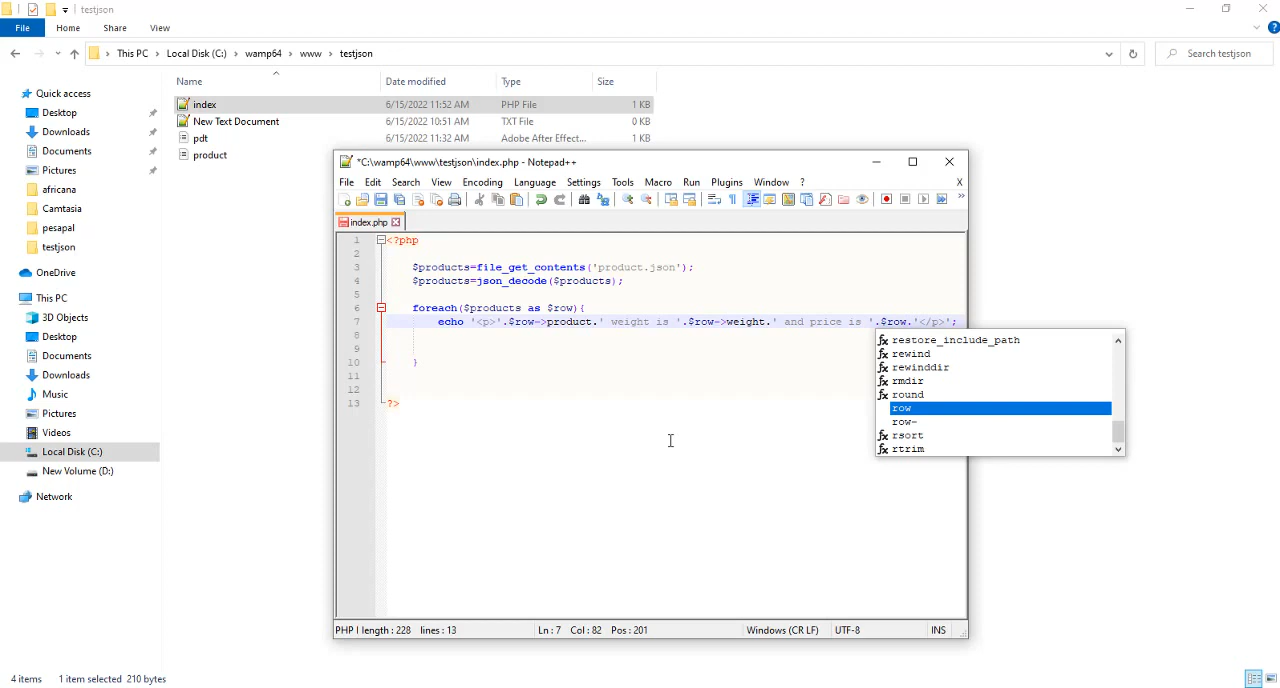 testjson
File Home Share View
This PC Local Disk (C:) wamp64 www testjson
Search testjson
Name Date modified Type Size
Quick access
Desktop
Downloads
Documents
Pictures
africana
Camtasia
pesapal
testjson
OneDrive
This PC
3D Objects
Desktop
Documents
Downloads
Music
Pictures
Videos
Local Disk (C:)
New Volume (D:)
Network
index 6/15/2022 11:52 AM PHP File 1 KB
New Text Document 6/15/2022 10:51 AM TXT File 0 KB
pdt 6/15/2022 11:32 AM Adobe After Effect... 1 KB
product
*C:\wamp64\www\testjson\index.php - Notepad++
File Edit Search View Encoding Language Settings Tools Macro Run Plugins Window ? X
index.php
1 <?php
2
3 $products=file_get_contents('product.json');
4 $products=json_decode($products);
5
6 foreach($products as $row){
7 echo '<p>'.$row->product.' weight is '.$row->weight.' and price is '.$row.'</p>';
8
9
10 }
11
12
13 ?>
restore_include_path
rewind
rewinddir
rmdir
round
row
row-
rsort
rtrim
PHP length : 228 lines : 13 Ln : 7 Col : 82 Pos : 201 Windows (CR LF) UTF-8 INS
4 items 1 item selected 210 bytes